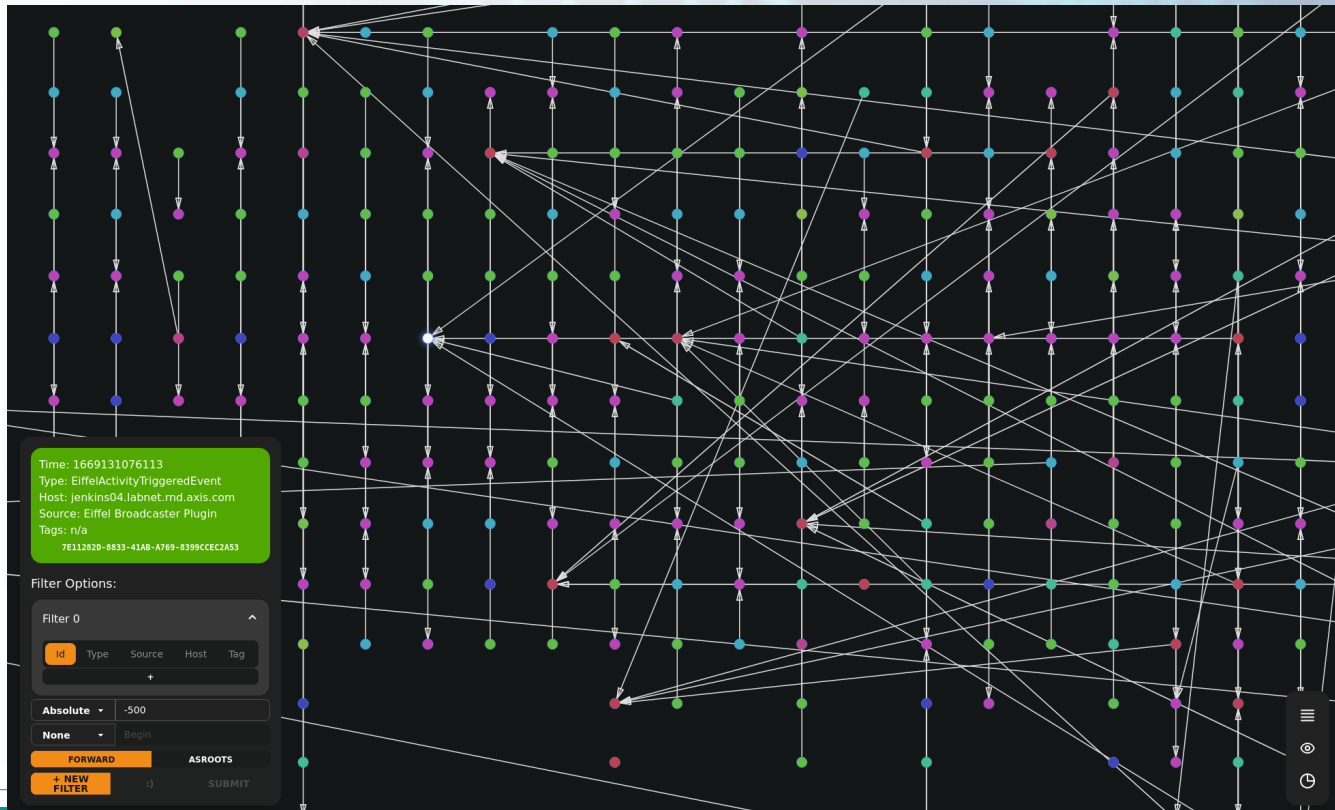 Time: 1669131076113
Type: EiffelActivityTriggeredEvent
Host: jenkins04.labnet.rnd.axis.com
Source: Eiffel Broadcaster Plugin
Tags: n/a
7E11282D-8833-41AB-A769-8399CCEC2A53
Filter Options:
Filter 0
Id Type Source Host Tag
+
Absolute -500
None Begin
FORWARD ASROOTS
+ NEW FILTER :) SUBMIT